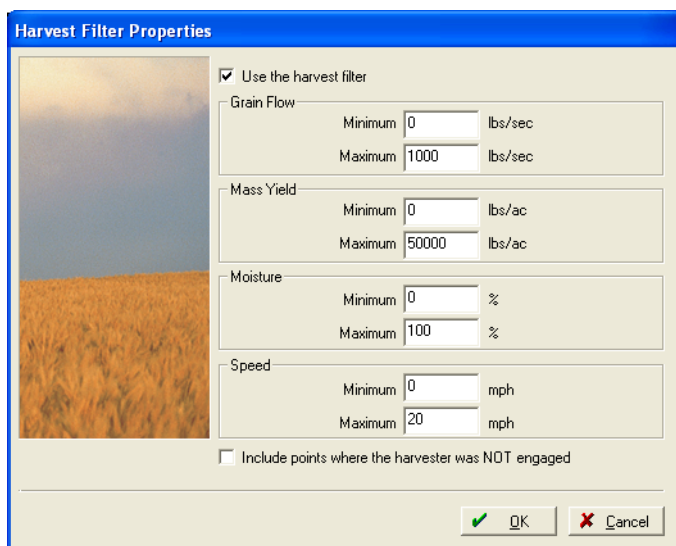 Harvest Filter Properties
Use the harvest filter
Grain Flow
Minimum 0 lbs/sec
Maximum 1000 lbs/sec
Mass Yield
Minimum 0 lbs/ac
Maximum 50000 lbs/ac
Moisture
Minimum 0 %
Maximum 100 %
Speed
Minimum 0 mph
Maximum 20 mph
Include points where the harvester was NOT engaged
OK Cancel